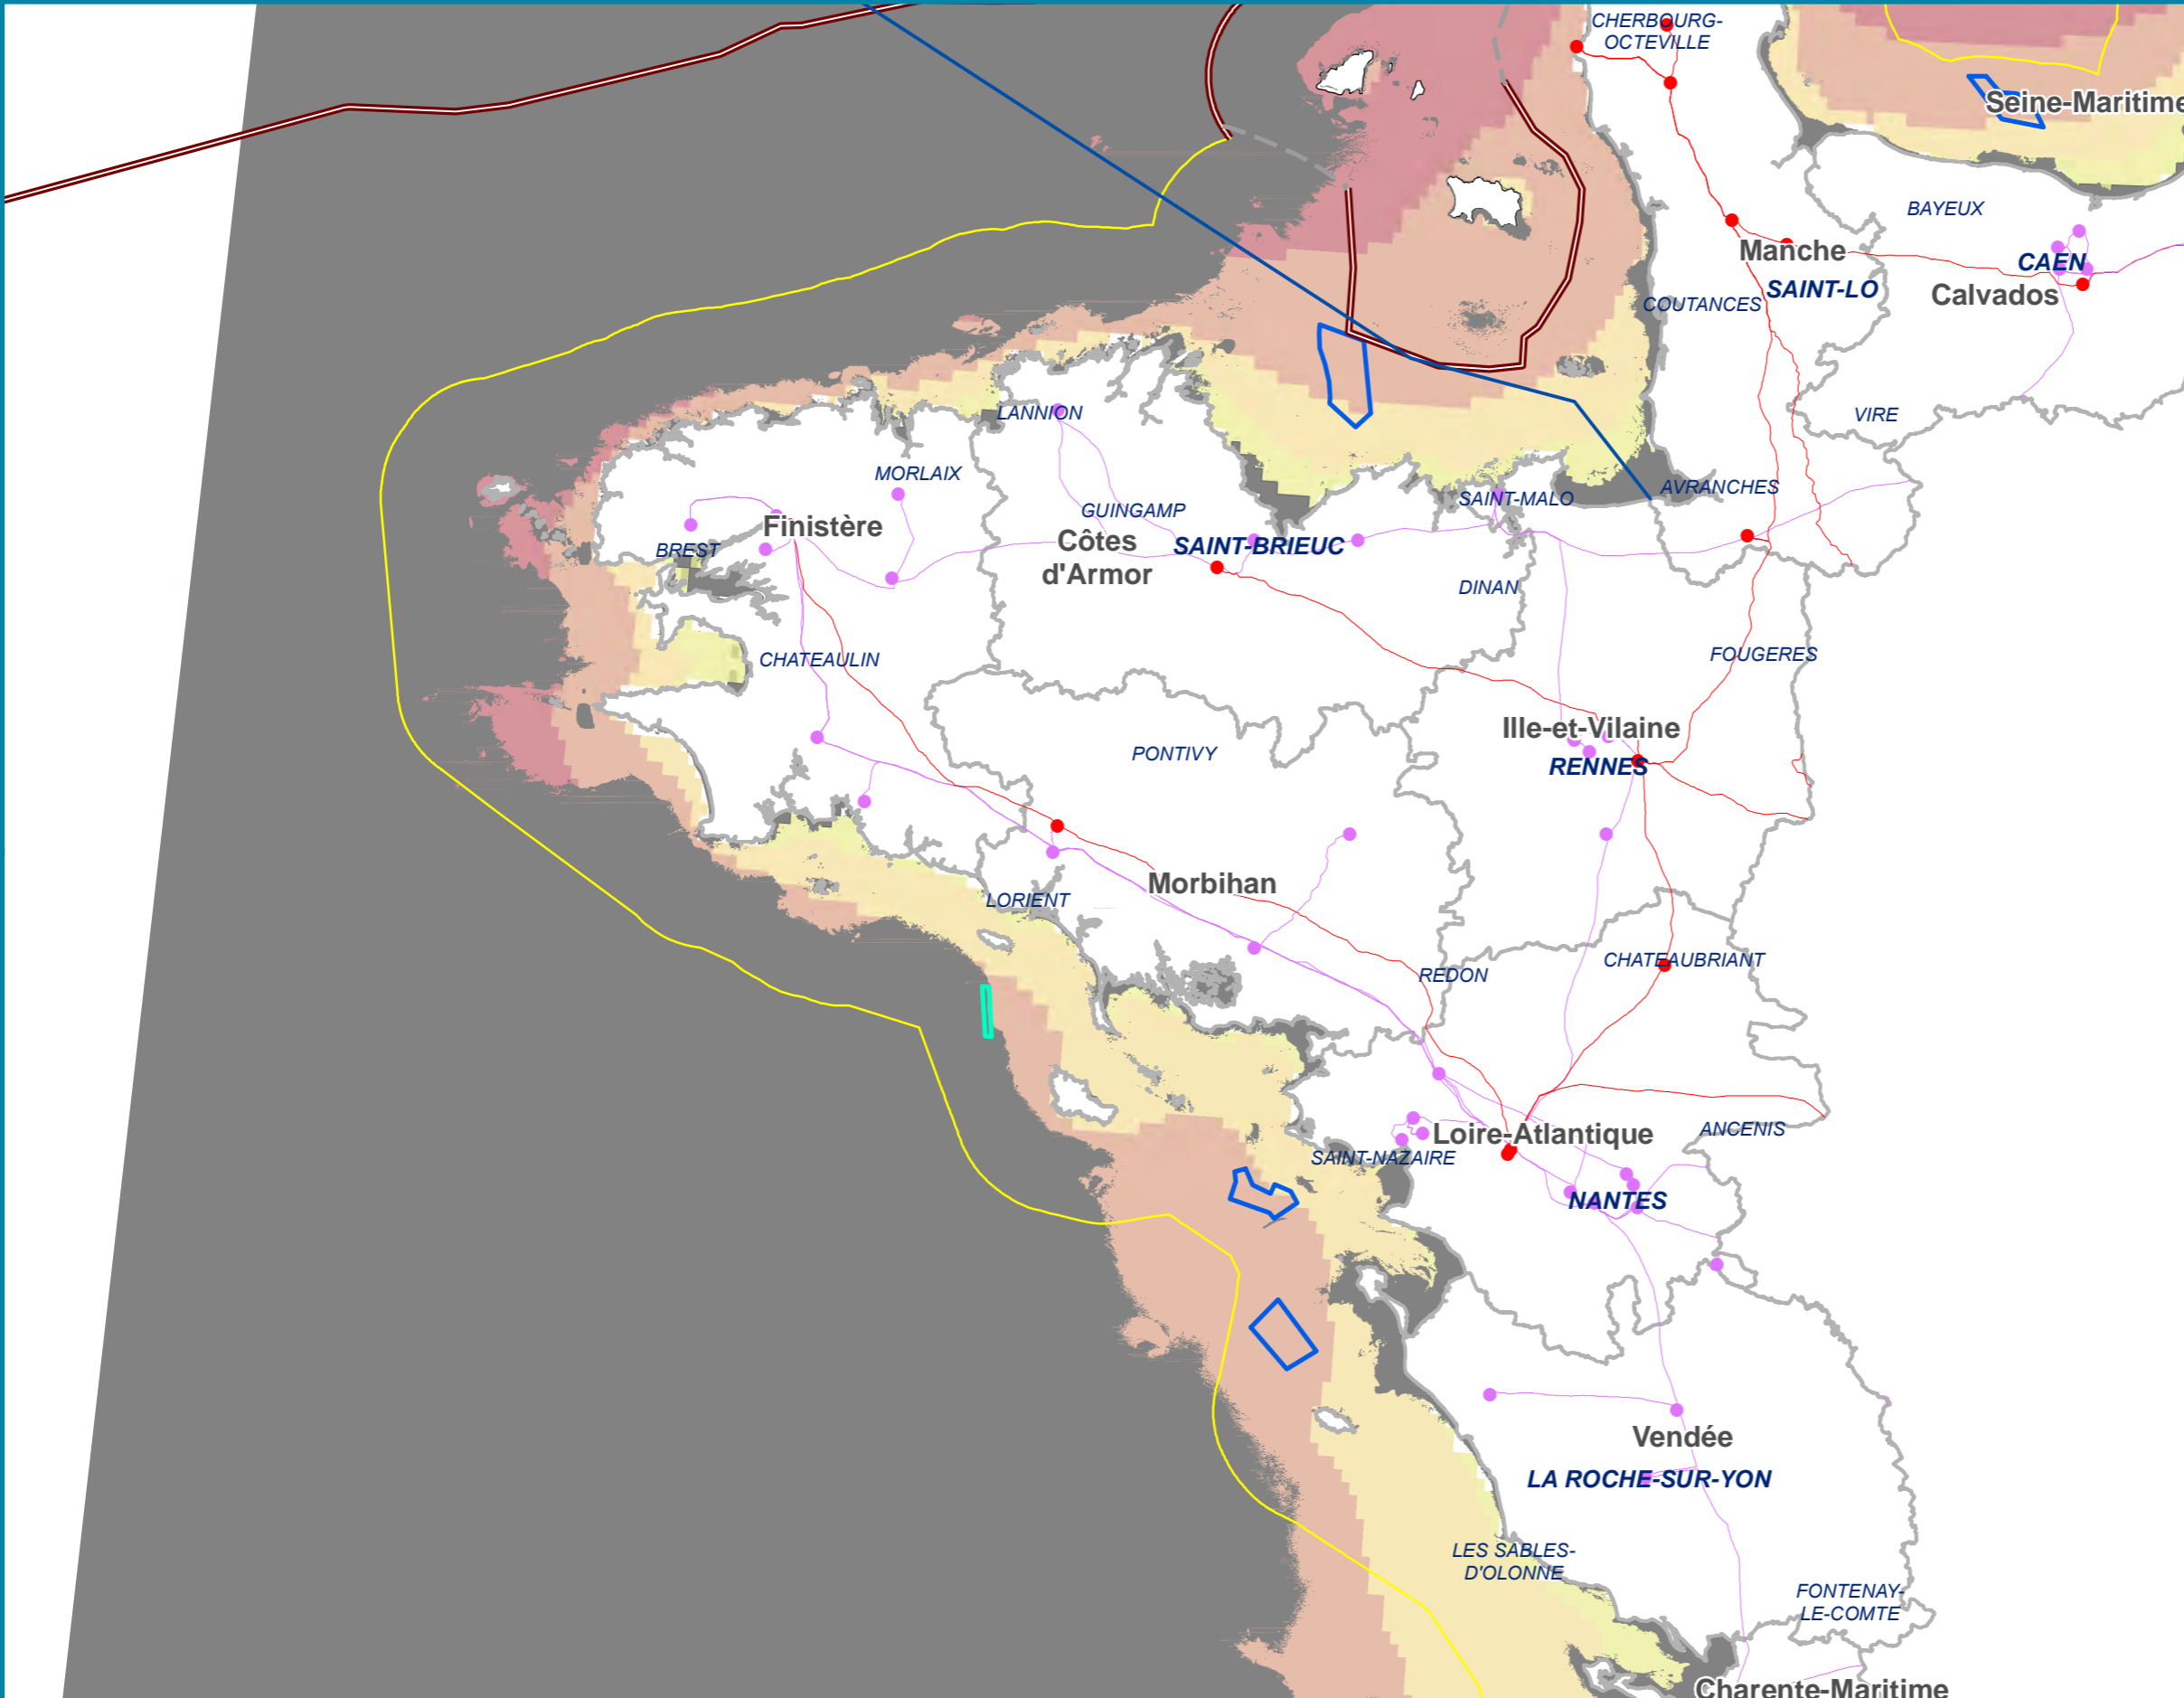 CHERBOURG-
OCTEVILLE
Seine-Maritime
BAYEUX
Manche
CAEN
SAINT-LO
Calvados
COUTANCES
LANNION
VIRE
MORLAIX
AVRANCHES
SAINT-MALO
GUINGAMP
Finistère
BREST
Côtes
d'Armor
SAINT-BRIEUC
DINAN
CHATEAULIN
FOUGERES
Ille-et-Vilaine
PONTIVY
RENNES
Morbihan
LORIENT
CHATEAUBRIANT
REDON
Loire-Atlantique
ANCENIS
SAINT-NAZAIRE
NANTES
Vendée
LA ROCHE-SUR-YON
LES SABLES-
D'OLONNE
FONTENAY-
LE-COMTE
Charente-Maritime